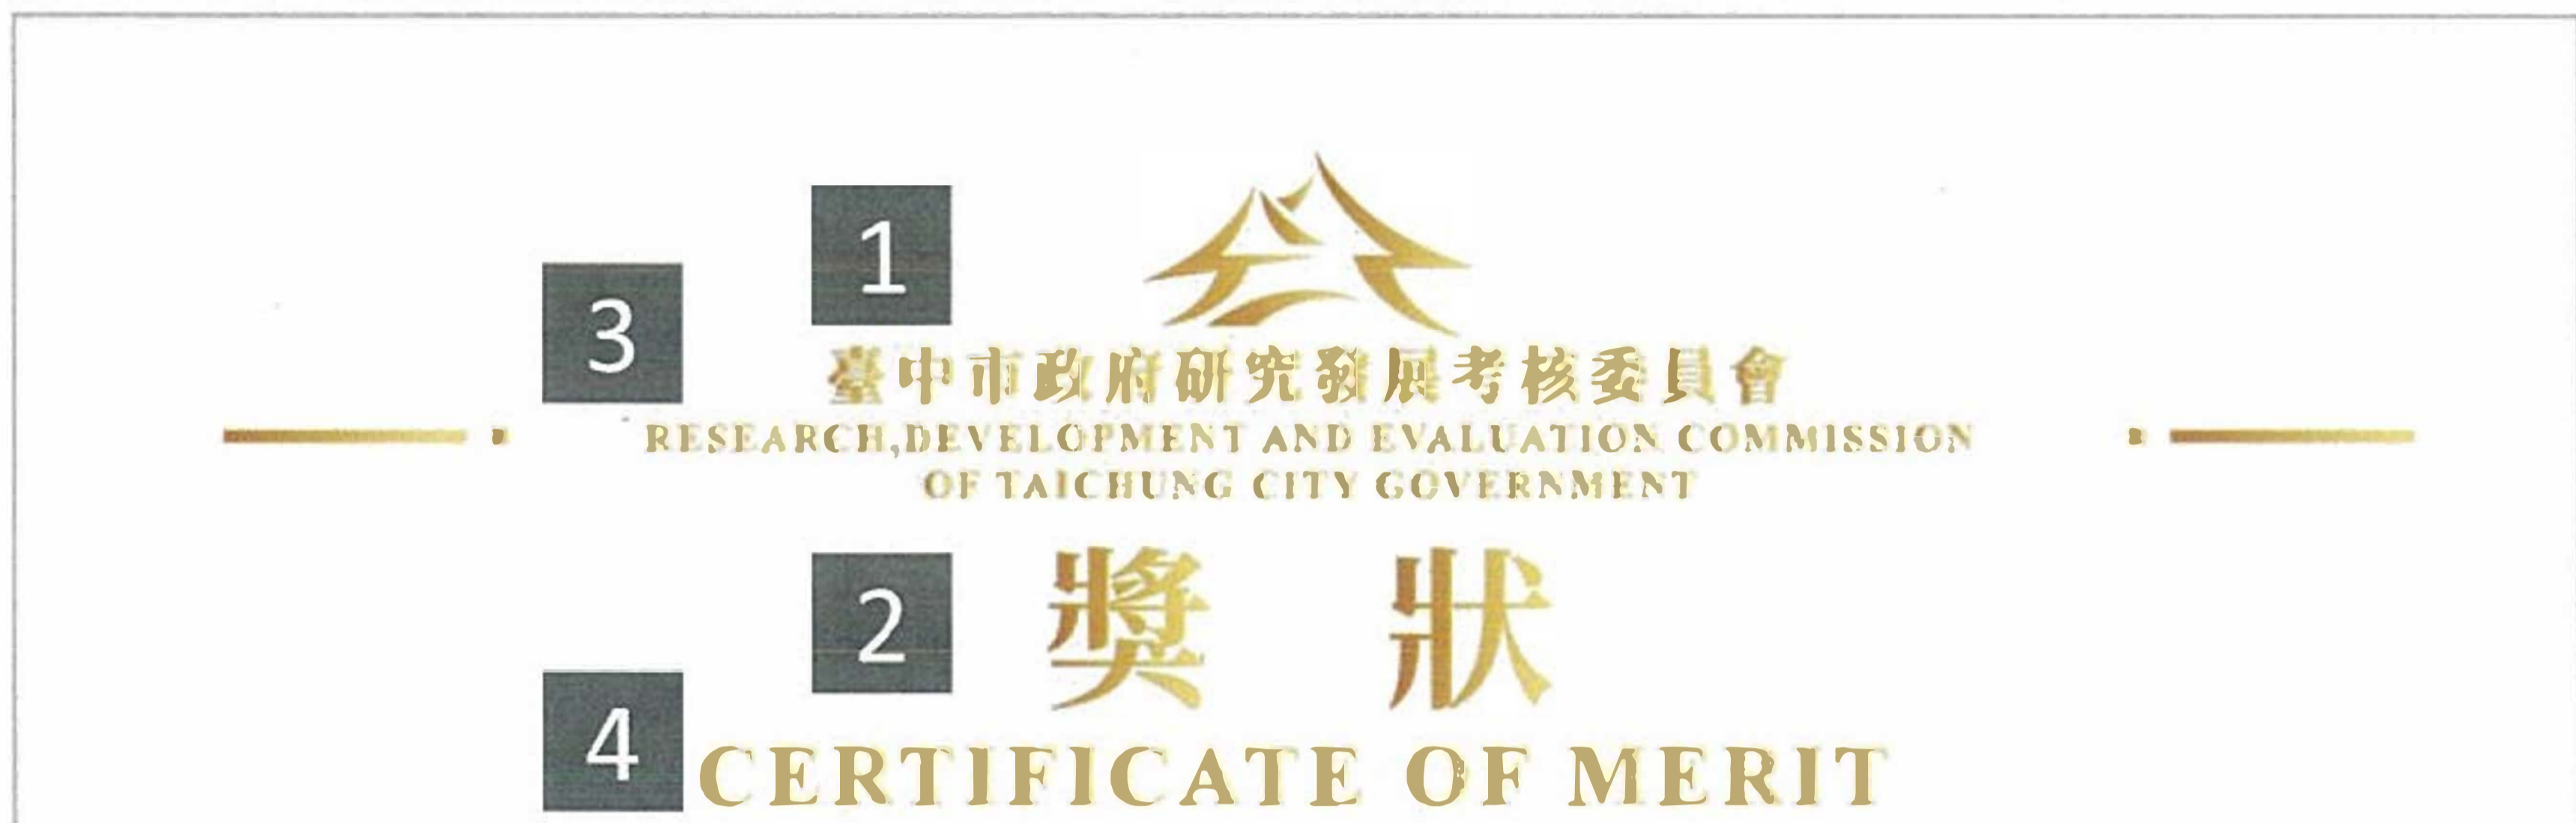 1
3
臺中市政府研究發展考核委員會
RESEARCH,DEVELOPMENT AND EVALUATION COMMISSION
OF TAICHUNG CITY GOVERNMENT
2 獎 狀
4 CERTIFICATE OF MERIT